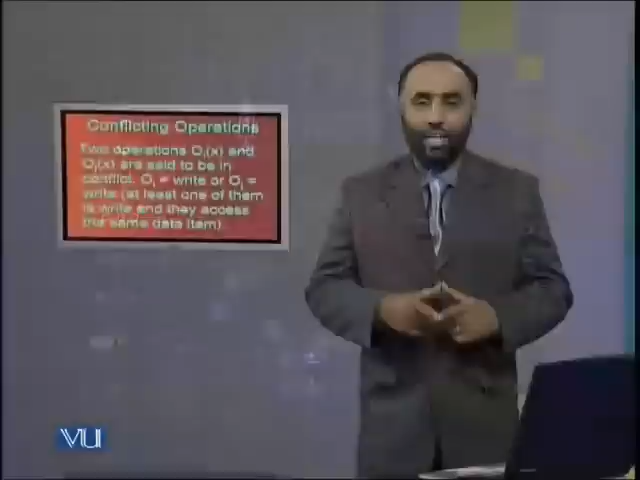 Conflicting Operations
Two operations Oi(x) and
Oj(x) are said to be in
conflict. Oi = write or Oj =
write (at least one of them
is write and they access
the same data item).
VU